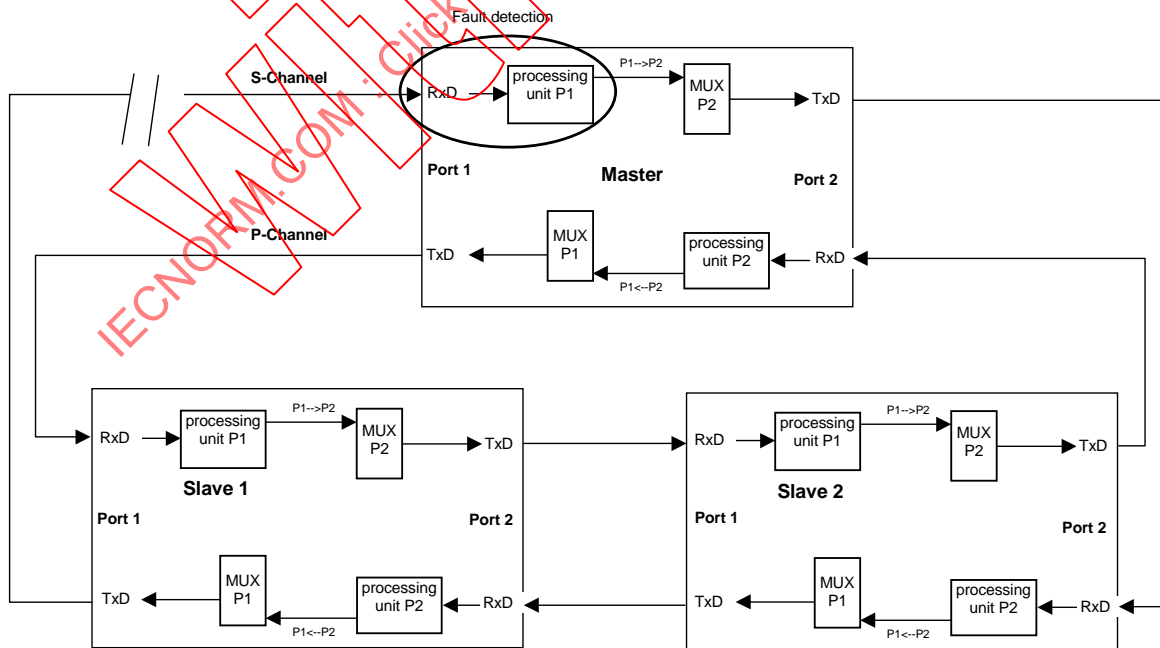 Fault detection
S-Channel
RxD
processing
unit P1
P1-->P2
MUX
P2
TxD
Port 1
Master
Port 2
P-Channel
TxD
MUX
P1
P1<--P2
processing
unit P2
RxD
RxD
processing
unit P1
P1-->P2
MUX
P2
TxD
Slave 1
Port 1
Port 2
TxD
MUX
P1
P1<--P2
processing
unit P2
RxD
RxD
processing
unit P1
P1-->P2
MUX
P2
TxD
Slave 2
Port 1
Port 2
TxD
MUX
P1
P1<--P2
processing
unit P2
RxD
IECNORM.COM : Click